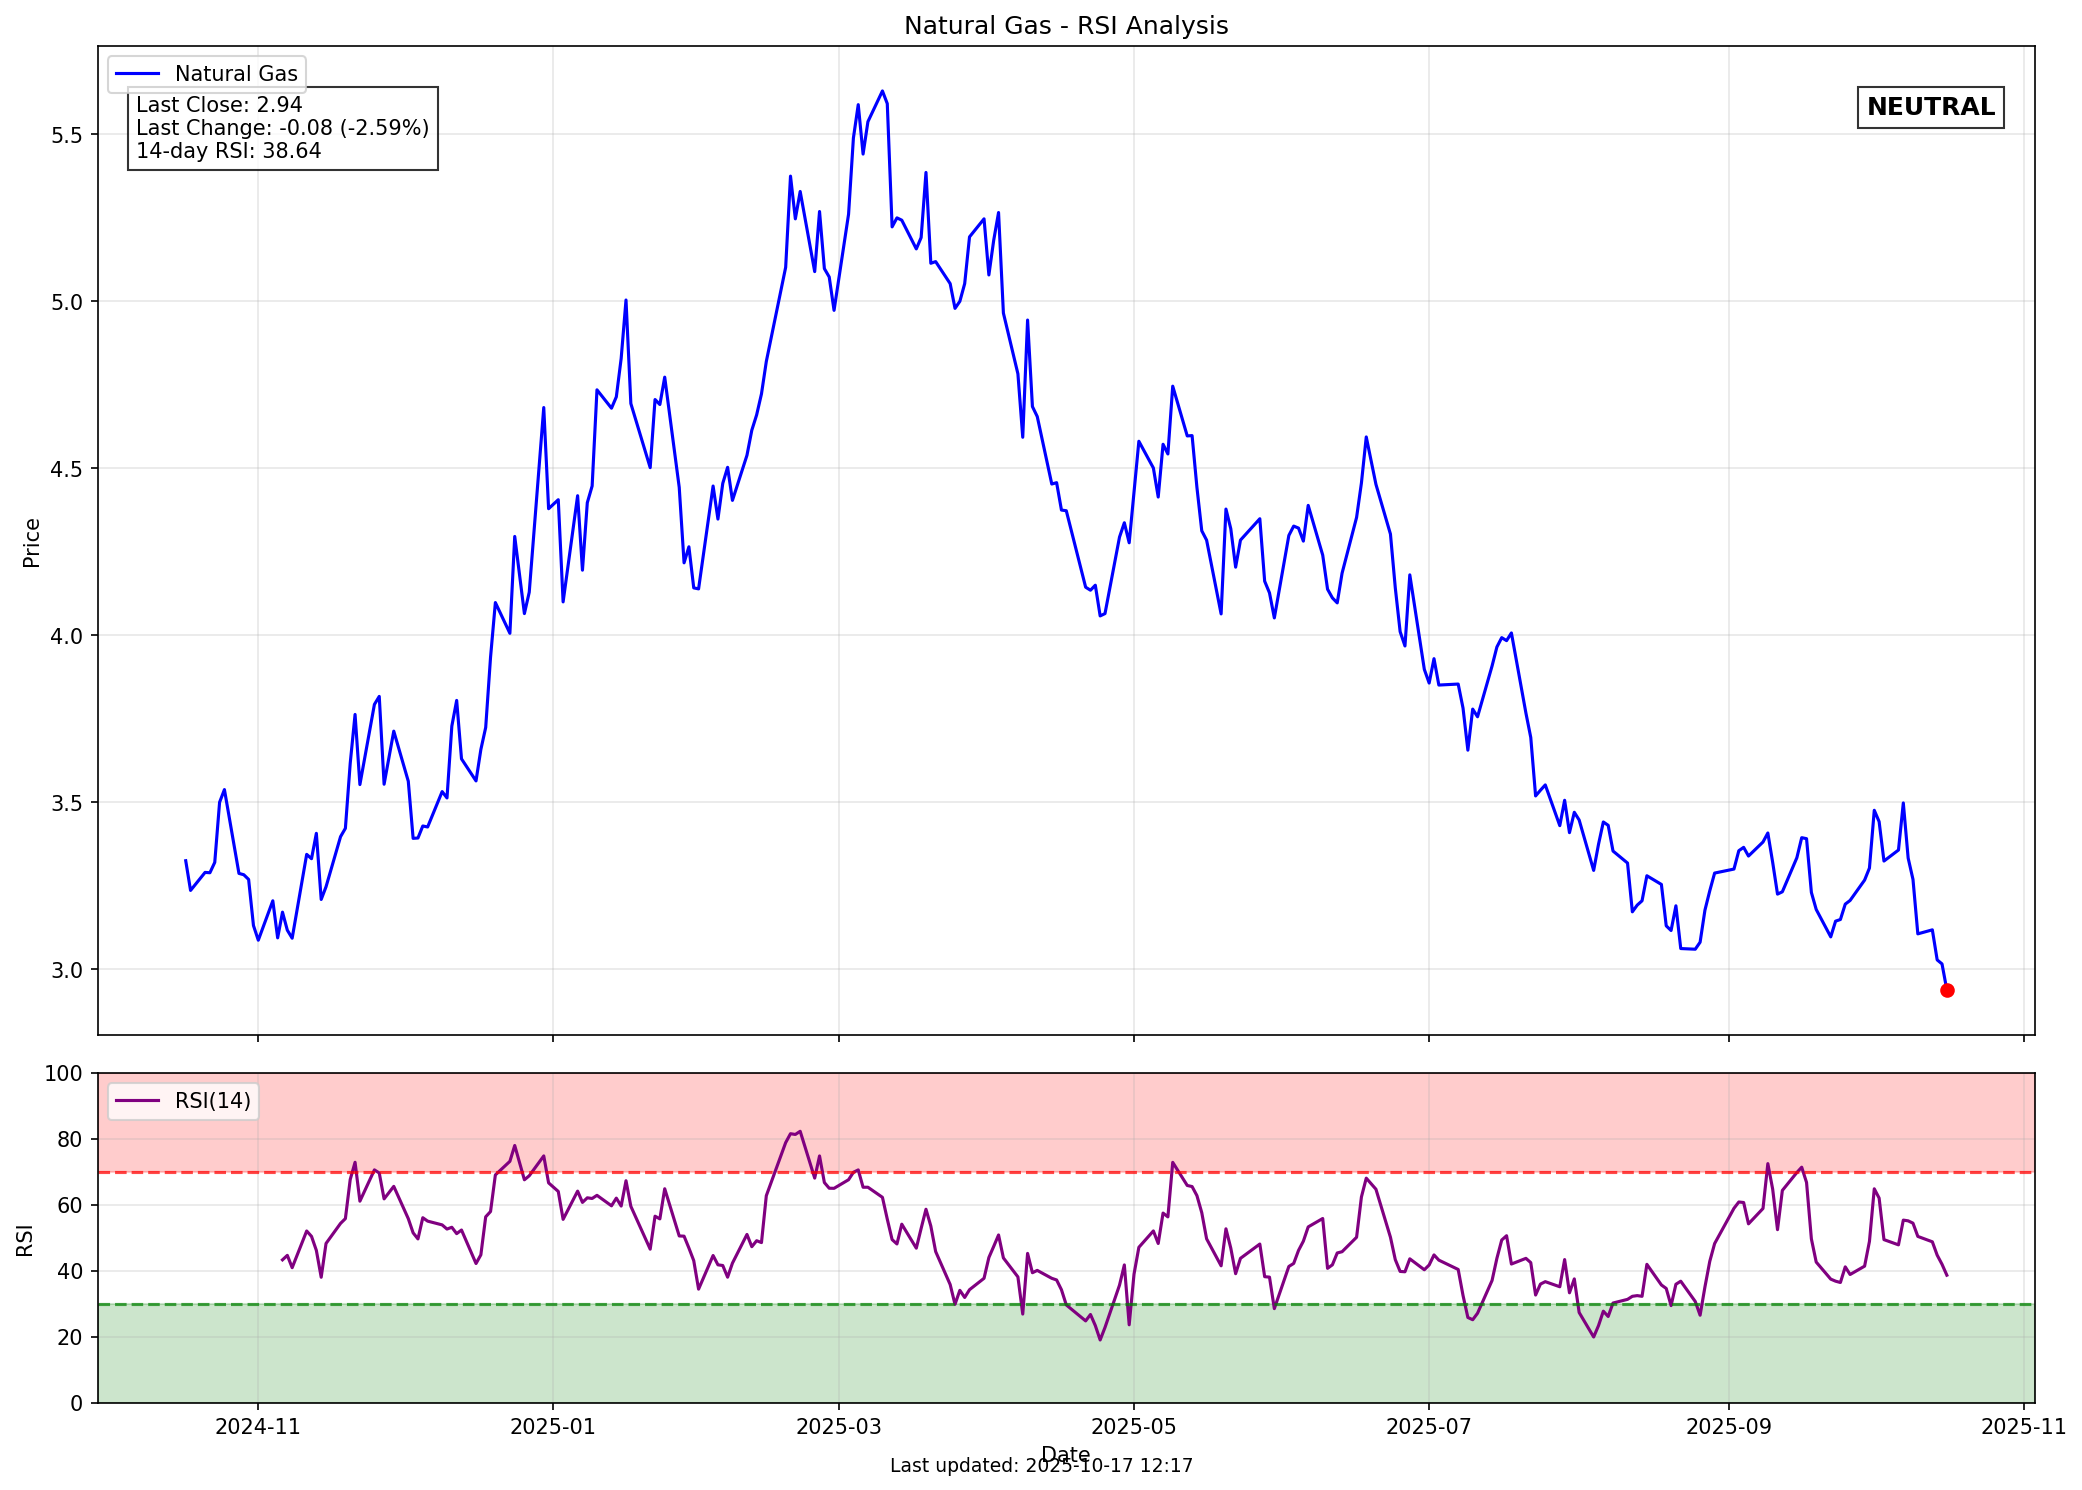 Natural Gas - RSI Analysis
Natural Gas
Last Close: 2.94
Last Change: -0.08 (-2.59%)
14-day RSI: 38.64
NEUTRAL
Price
5.5
5.0
4.5
4.0
3.5
3.0
RSI(14)
RSI
100
80
60
40
20
0
2024-11
2025-01
2025-03
2025-05
2025-07
2025-09
2025-11
Date
Last updated: 2025-10-17 12:17